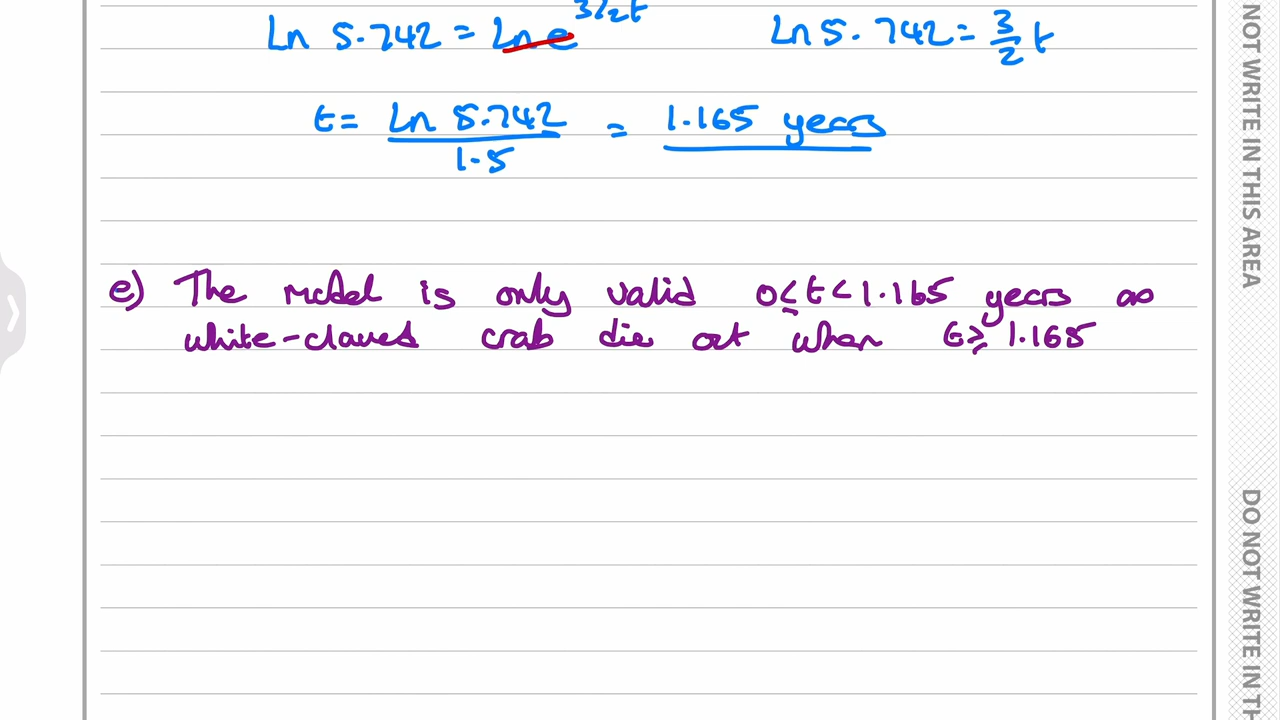 Ln 5.742 = ln e^3/2t    ln 5.742 = 3/2 t
t = ln 5.742 / 1.5 = 1.165 years
e) The model is only valid 0≤t<1.165 years as
white-clawed crab die out when t≥1.165
DO NOT WRITE IN THIS AREA
DO NOT WRITE IN TH